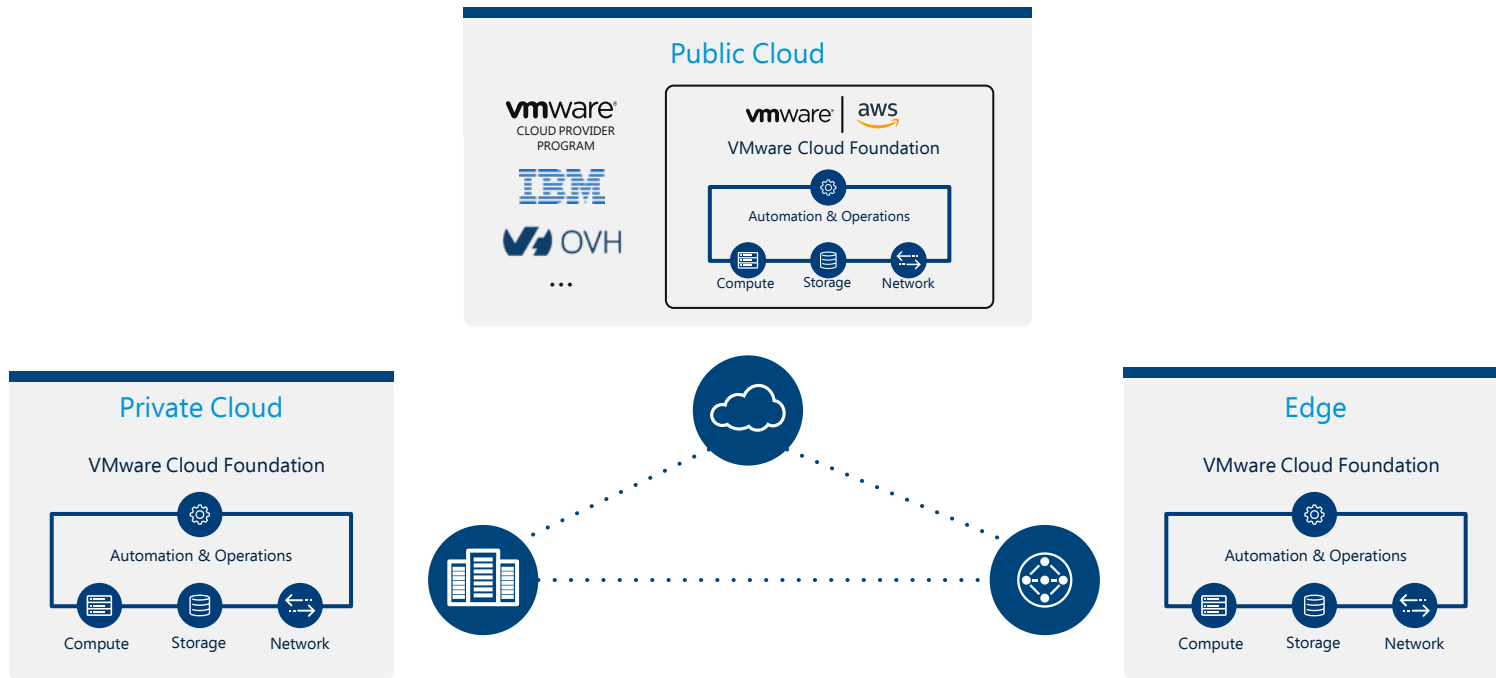 Public Cloud
vmware®
CLOUD PROVIDER
PROGRAM
IBM
OVH
...
vmware® | aws
VMware Cloud Foundation
Automation & Operations
Compute Storage Network
Private Cloud
VMware Cloud Foundation
Automation & Operations
Compute Storage Network
Edge
VMware Cloud Foundation
Automation & Operations
Compute Storage Network